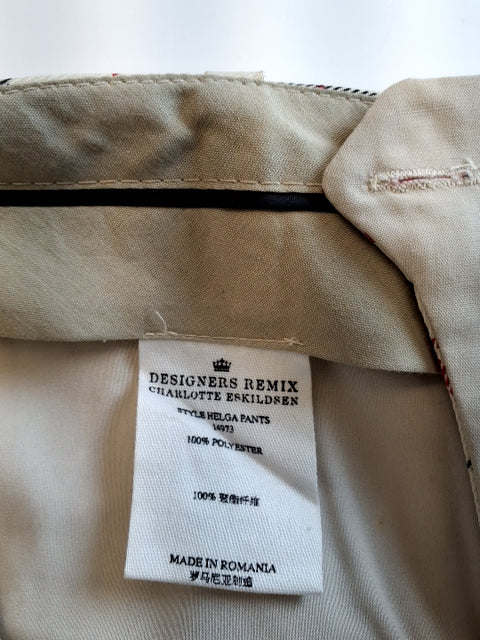 DESIGNERS REMIX
CHARLOTTE ESKILDSEN
STYLE HELGA PANTS
14973
100% POLYESTER
100% 聚脂纤维
MADE IN ROMANIA
罗马尼亚制造